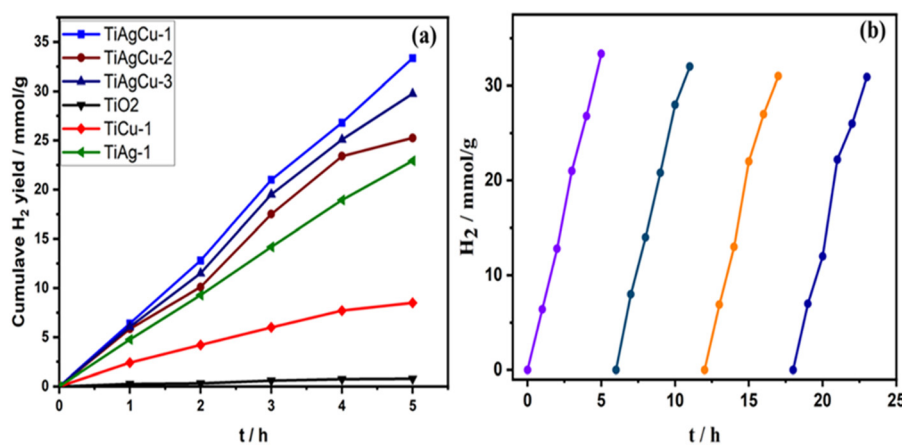 (a)
TiAgCu-1
TiAgCu-2
TiAgCu-3
TiO2
TiCu-1
TiAg-1
Cumulave H2 yield / mmol/g
35
30
25
20
15
10
5
0
0 1 2 3 4 5
t / h
(b)
H2 / mmol/g
30
20
10
0
0 5 10 15 20 25
t / h